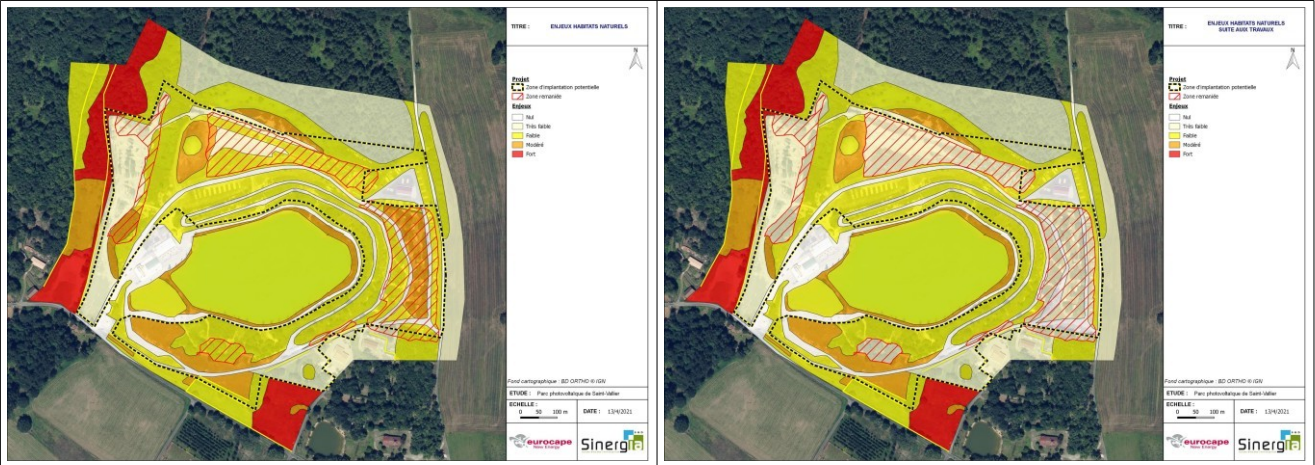 TITRE :
ENJEUX HABITATS NATURELS
N
Projet
Zone d'implantation potentielle
Zone remaniée
Enjeux
Nul
Très faible
Faible
Modéré
Fort
Fond cartographique : BD ORTHO ® IGN
ETUDE : Parc photovoltaïque de Saint-Vallier
ECHELLE :
0 50 100 m
DATE : 13/4/2021
eurocape
New Energy
Sinergia
TITRE :
ENJEUX HABITATS NATURELS
SUITE AUX TRAVAUX
N
Projet
Zone d'implantation potentielle
Zone remaniée
Enjeux
Nul
Très faible
Faible
Modéré
Fort
Fond cartographique : BD ORTHO ® IGN
ETUDE : Parc photovoltaïque de Saint-Vallier
ECHELLE :
0 50 100 m
DATE : 13/4/2021
eurocape
New Energy
Sinergia